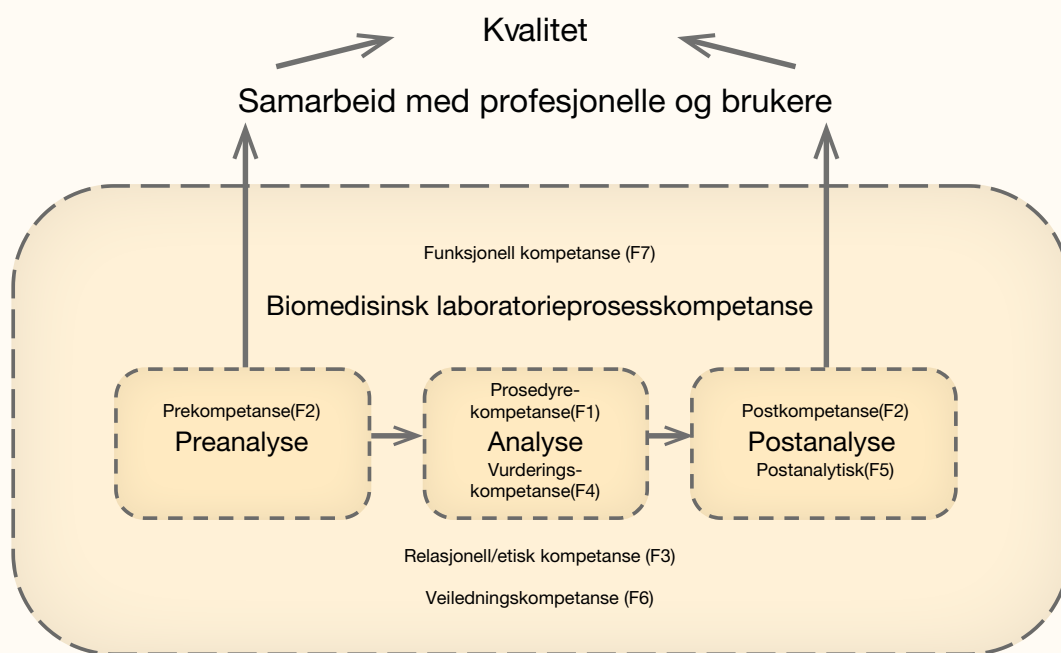 Kvalitet
Samarbeid med profesjonelle og brukere
Funksjonell kompetanse (F7)
Biomedisinsk laboratorieprosesskompetanse
Prekompetanse(F2)
Preanalyse
Prosedyre-
kompetanse(F1)
Analyse
Vurderings-
kompetanse(F4)
Postkompetanse(F2)
Postanalyse
Postanalytisk(F5)
Relasjonell/etisk kompetanse (F3)
Veiledningskompetanse (F6)